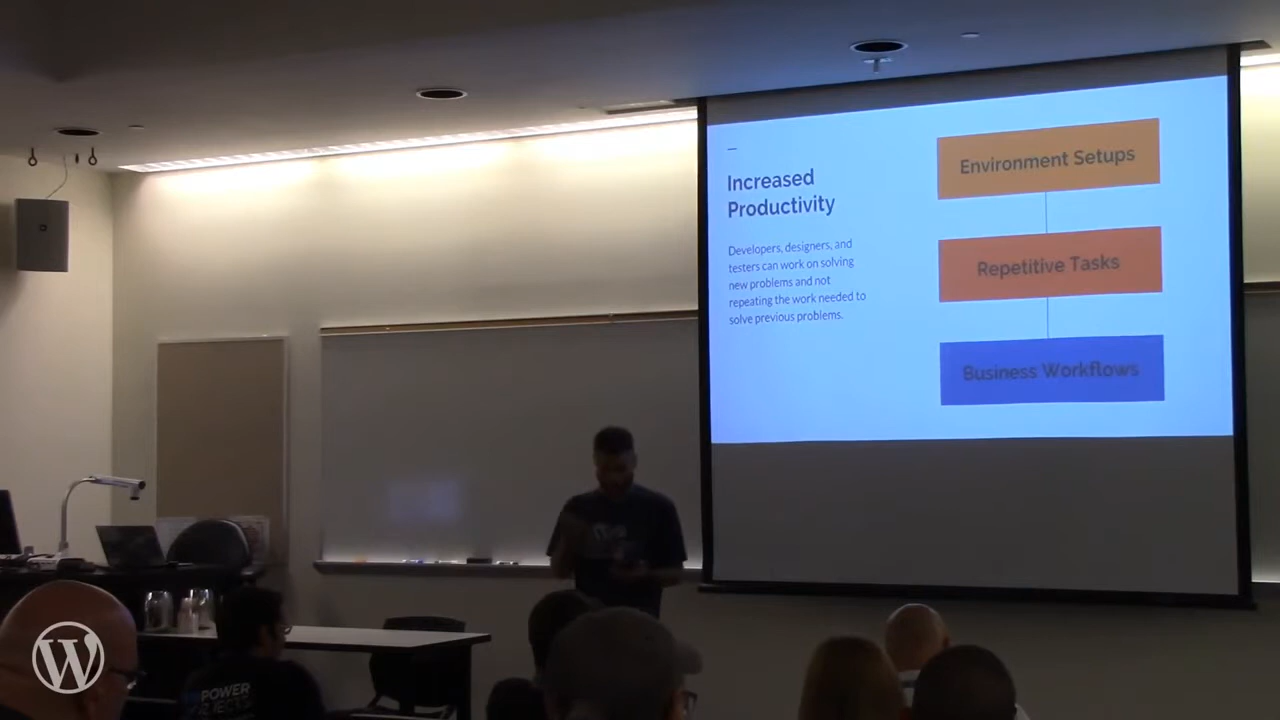 Increased
Productivity
Developers, designers, and
testers can work on solving
new problems and not
repeating the work needed to
solve previous problems.
Environment Setups
Repetitive Tasks
Business Workflows
POWER
W